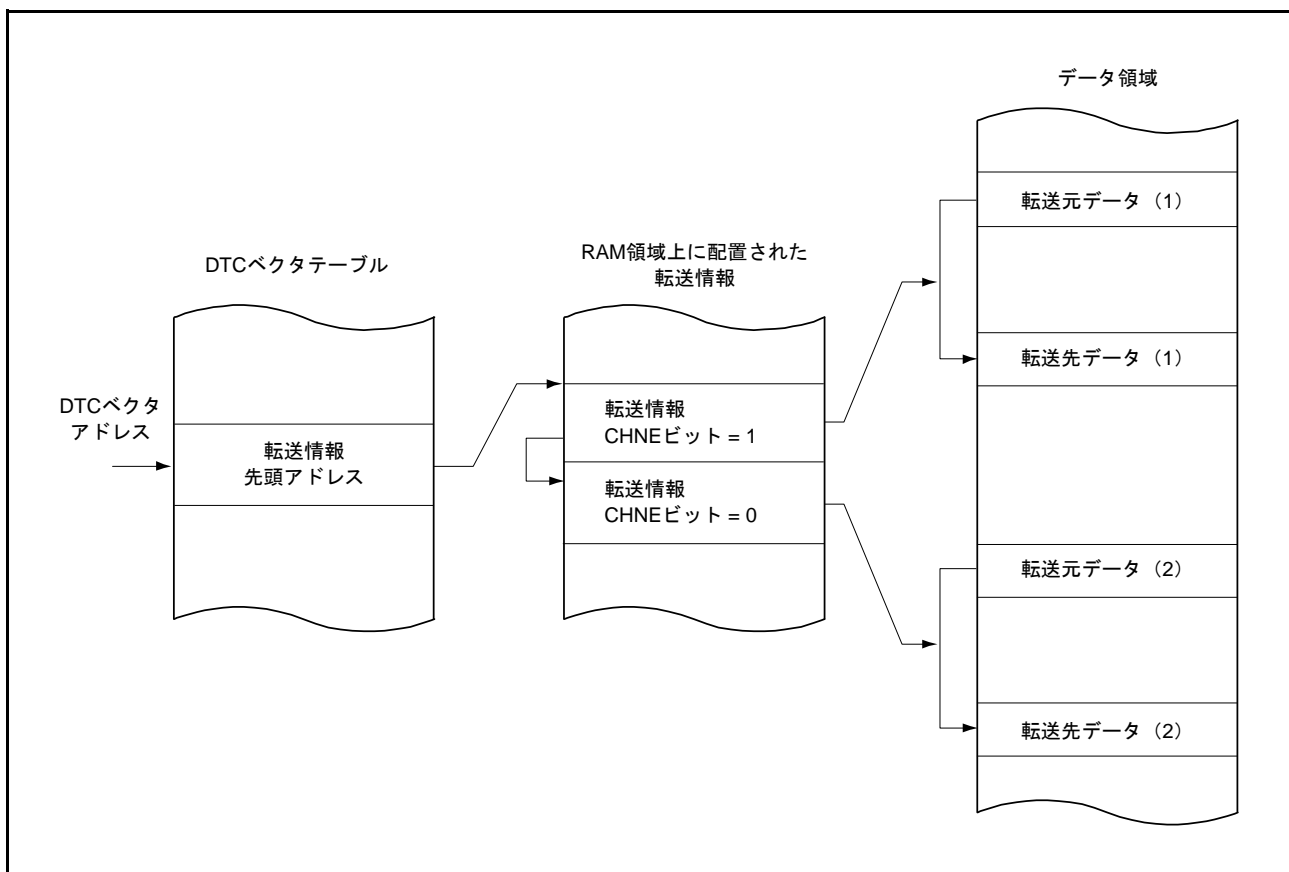 データ領域
転送元データ（1）
転送先データ（1）
転送元データ（2）
転送先データ（2）
RAM領域上に配置された
転送情報
転送情報
CHNEビット = 1
転送情報
CHNEビット = 0
DTCベクタテーブル
転送情報
先頭アドレス
DTCベクタ
アドレス